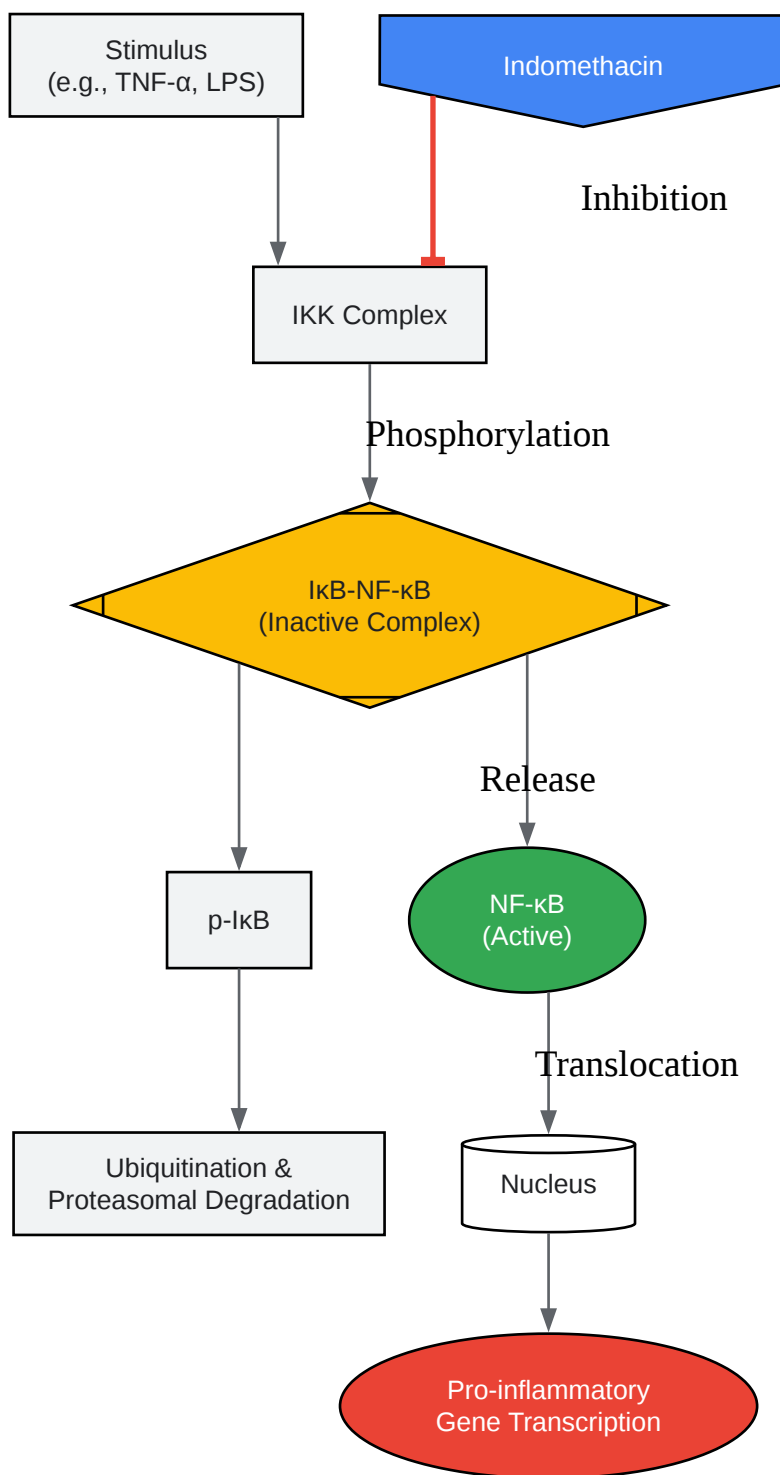 Stimulus
(e.g., TNF-α, LPS)
Indomethacin
Inhibition
IKK Complex
Phosphorylation
IκB-NF-κB
(Inactive Complex)
Release
p-IκB
NF-κB
(Active)
Translocation
Ubiquitination &
Proteasomal Degradation
Nucleus
Pro-inflammatory
Gene Transcription